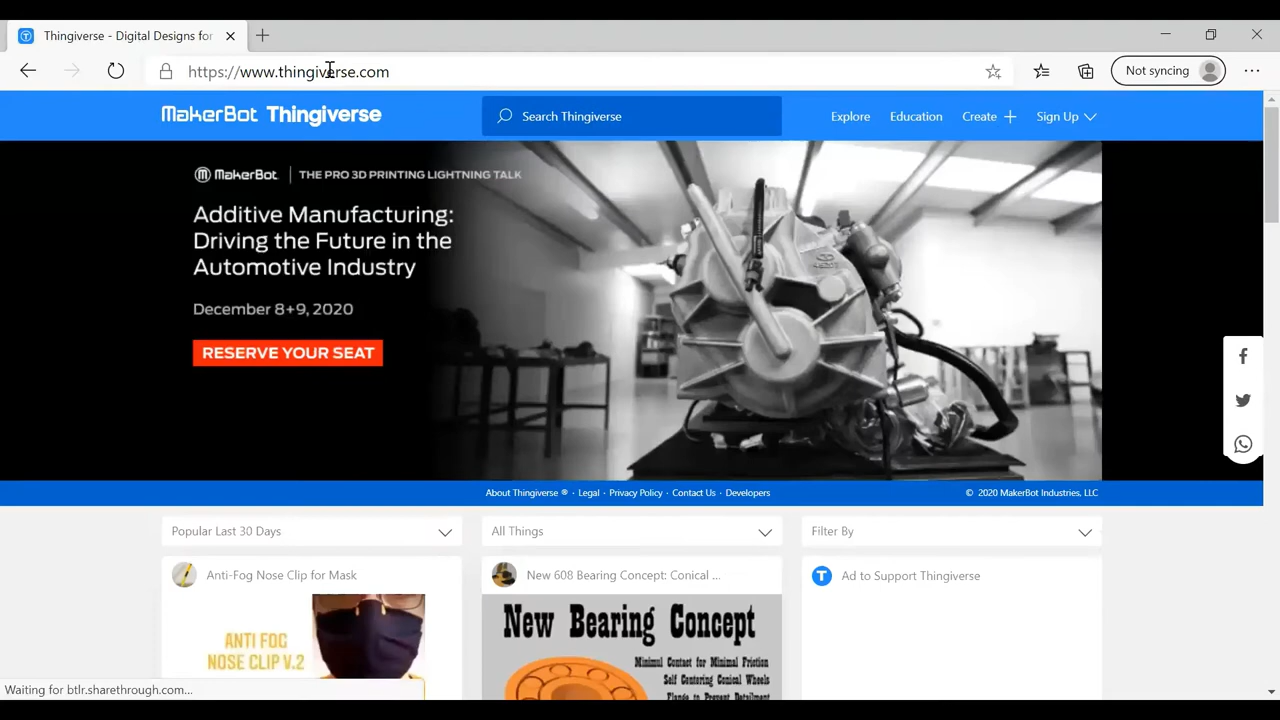 Thingiverse - Digital Designs for
https://www.thingiverse.com
Not syncing
MakerBot Thingiverse
Search Thingiverse
Explore
Education
Create
Sign Up
MakerBot | THE PRO 3D PRINTING LIGHTNING TALK
Additive Manufacturing:
Driving the Future in the
Automotive Industry
December 8+9, 2020
RESERVE YOUR SEAT
About Thingiverse ® · Legal · Privacy Policy · Contact Us · Developers
© 2020 MakerBot Industries, LLC
Popular Last 30 Days
All Things
Filter By
Anti-Fog Nose Clip for Mask
New 608 Bearing Concept: Conical ...
Ad to Support Thingiverse
ANTI FOG
NOSE CLIP V.2
New Bearing Concept
Minimal Contact for Minimal Friction
Self Centering Conical Wheels
Flange to Prevent Detailment
Waiting for btlr.sharethrough.com...